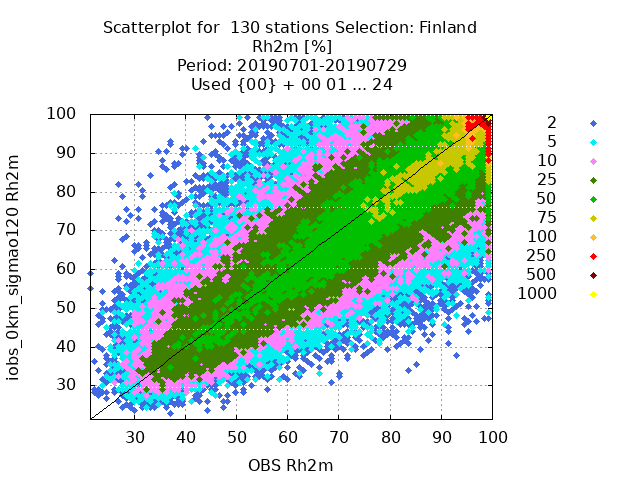 Scatterplot for  130 stations Selection: Finland
Rh2m [%]
Period: 20190701-20190729
Used {00} + 00 01 ... 24
iobs_0km_sigmao120 Rh2m
100
90
80
70
60
50
40
30
30 40 50 60 70 80 90 100
OBS Rh2m
2
5
10
25
50
75
100
250
500
1000